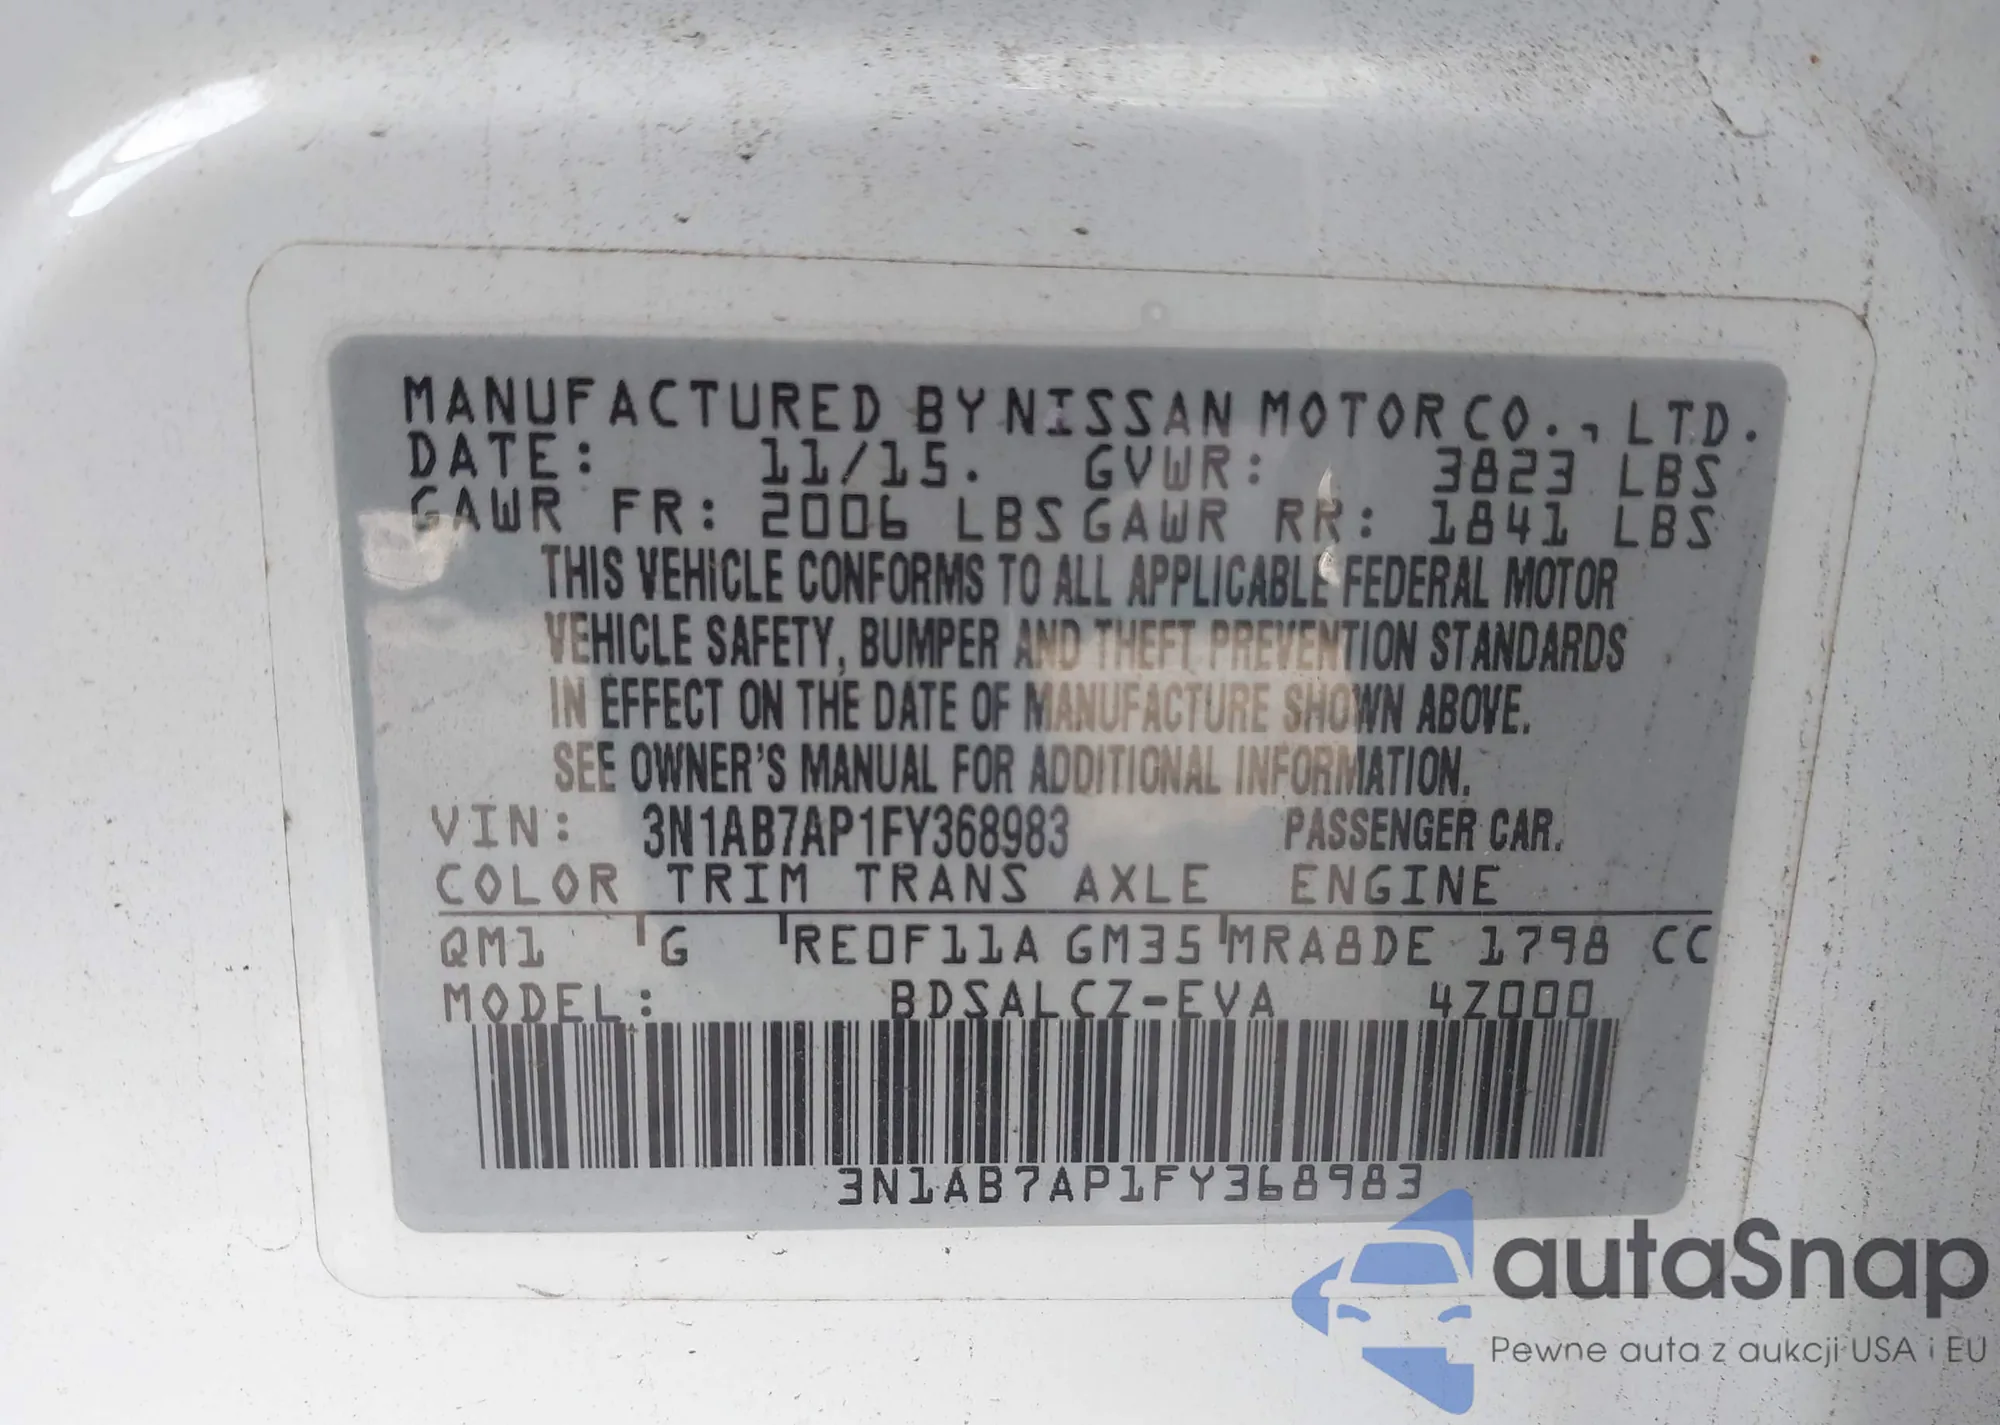 MANUFACTURED BY NISSAN MOTOR CO., LTD.
DATE: 11/15. GVWR: 3823 LBS
GAWR FR: 2006 LBS GAWR RR: 1841 LBS
THIS VEHICLE CONFORMS TO ALL APPLICABLE FEDERAL MOTOR
VEHICLE SAFETY, BUMPER AND THEFT PREVENTION STANDARDS
IN EFFECT ON THE DATE OF MANUFACTURE SHOWN ABOVE.
SEE OWNER'S MANUAL FOR ADDITIONAL INFORMATION.
VIN: 3N1AB7AP1FY368983 PASSENGER CAR.
COLOR TRIM TRANS AXLE ENGINE
QM1 G RE0F11A GM35 MRA8DE 1798 CC
MODEL: BDSALCZ-EVA 4Z000
3N1AB7AP1FY368983
autaSnap
Pewne auta z aukcji USA i EU